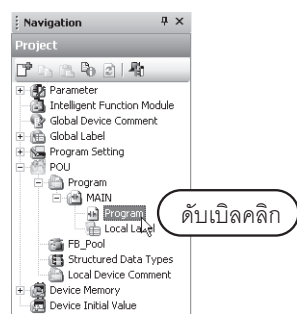 Navigation
Project
Parameter
Intelligent Function Module
Global Device Comment
Global Label
Program Setting
POU
Program
MAIN
Program
ดับเบิลคลิก
Local Label
FB_Pool
Structured Data Types
Local Device Comment
Device Memory
Device Initial Value